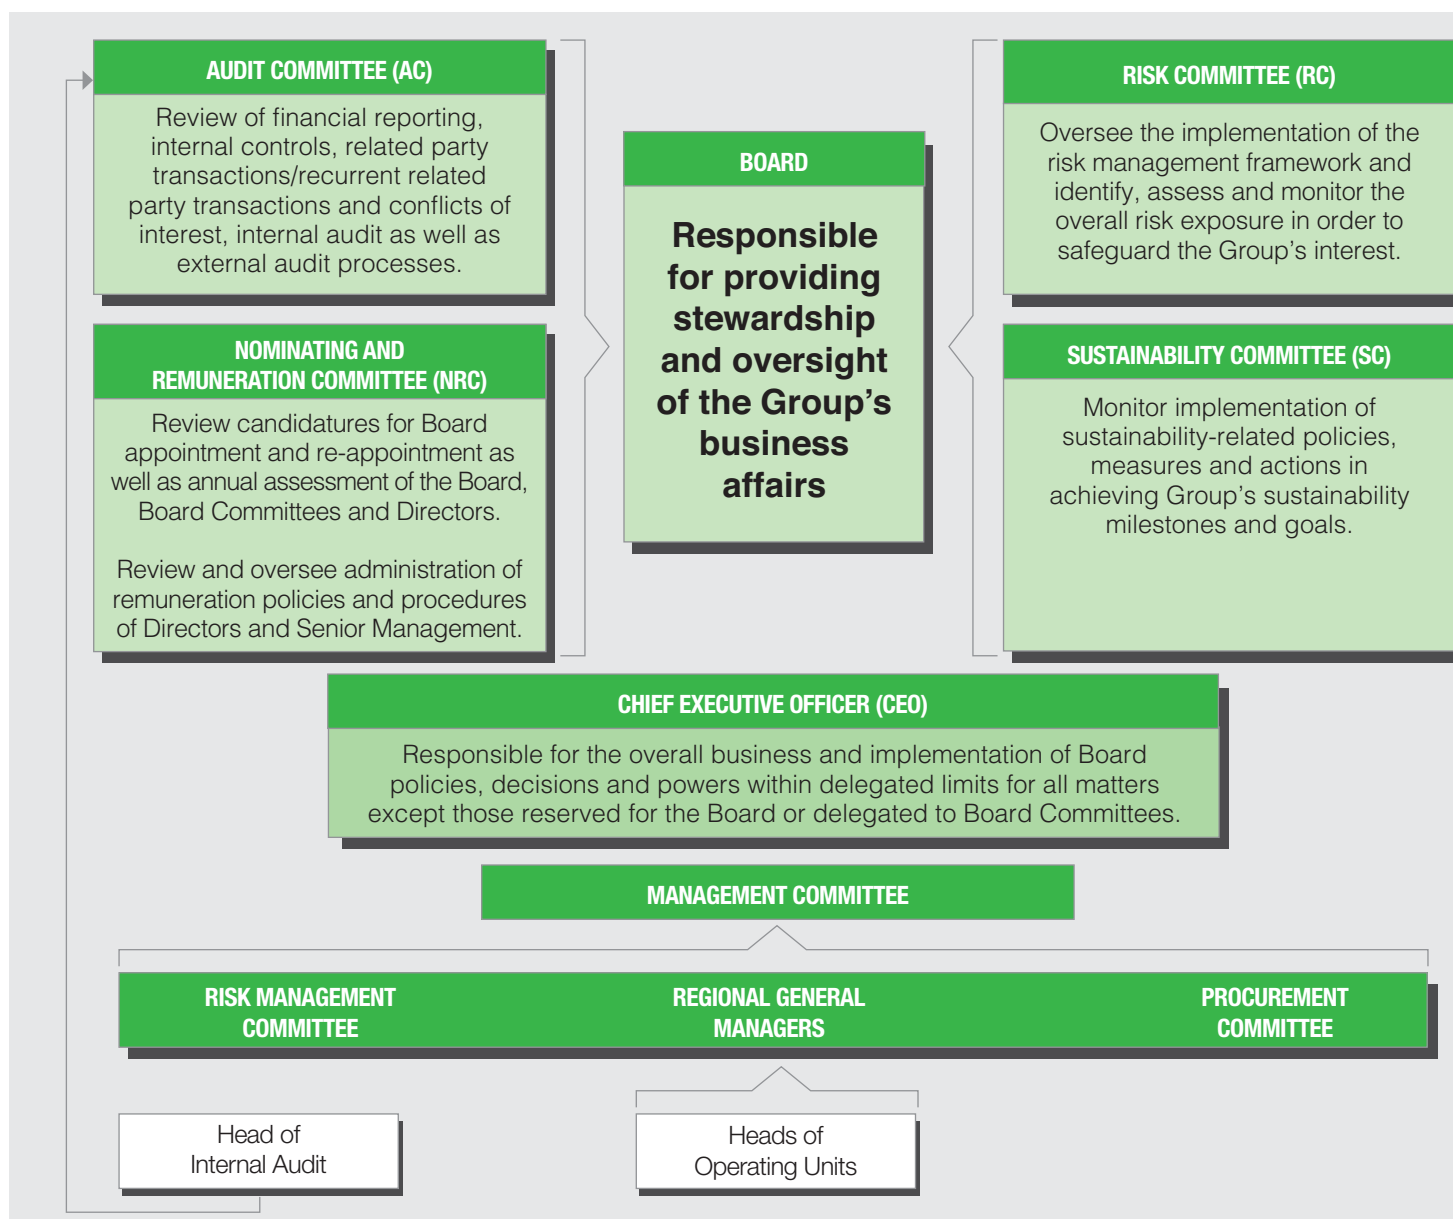 AUDIT COMMITTEE (AC)
Review of financial reporting,
internal controls, related party
transactions/recurrent related
party transactions and conflicts of
interest, internal audit as well as
external audit processes.
NOMINATING AND
REMUNERATION COMMITTEE (NRC)
Review candidatures for Board
appointment and re-appointment as
well as annual assessment of the Board,
Board Committees and Directors.
Review and oversee administration of
remuneration policies and procedures
of Directors and Senior Management.
BOARD
Responsible
for providing
stewardship
and oversight
of the Group’s
business
affairs
RISK COMMITTEE (RC)
Oversee the implementation of the
risk management framework and
identify, assess and monitor the
overall risk exposure in order to
safeguard the Group’s interest.
SUSTAINABILITY COMMITTEE (SC)
Monitor implementation of
sustainability-related policies,
measures and actions in
achieving Group’s sustainability
milestones and goals.
CHIEF EXECUTIVE OFFICER (CEO)
Responsible for the overall business and implementation of Board
policies, decisions and powers within delegated limits for all matters
except those reserved for the Board or delegated to Board Committees.
MANAGEMENT COMMITTEE
RISK MANAGEMENT
COMMITTEE
REGIONAL GENERAL
MANAGERS
PROCUREMENT
COMMITTEE
Head of
Internal Audit
Heads of
Operating Units